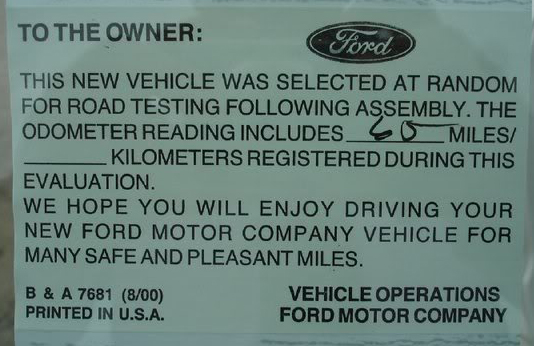 TO THE OWNER:
Ford
THIS NEW VEHICLE WAS SELECTED AT RANDOM
FOR ROAD TESTING FOLLOWING ASSEMBLY. THE
ODOMETER READING INCLUDES 65 MILES/
KILOMETERS REGISTERED DURING THIS
EVALUATION.
WE HOPE YOU WILL ENJOY DRIVING YOUR
NEW FORD MOTOR COMPANY VEHICLE FOR
MANY SAFE AND PLEASANT MILES.
B & A 7681 (8/00)
PRINTED IN U.S.A.
VEHICLE OPERATIONS
FORD MOTOR COMPANY